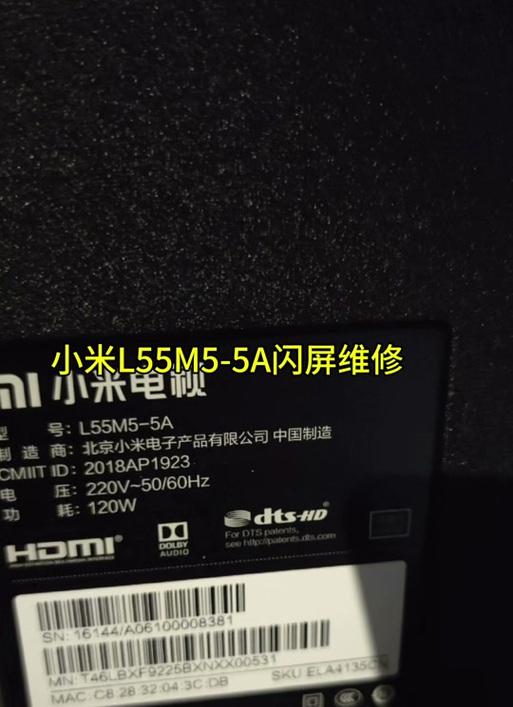 小米L55M5-5A闪屏维修
小米电视
型 号: L55M5-5A
制 造 商: 北京小米电子产品有限公司 中国制造
CMIIT ID: 2018AP1923
电 压: 220V~50/60Hz
功 耗: 120W
HDMI®
DOLBY
AUDIO
dts-HD
For DTS patents,
see http://patents.dts.com
SN: 16144/A06100008381
MN: T46LBXF9225BXNXX00531
SKU: ELA4135CN
MAC: C8:28:32:04:3C:DB